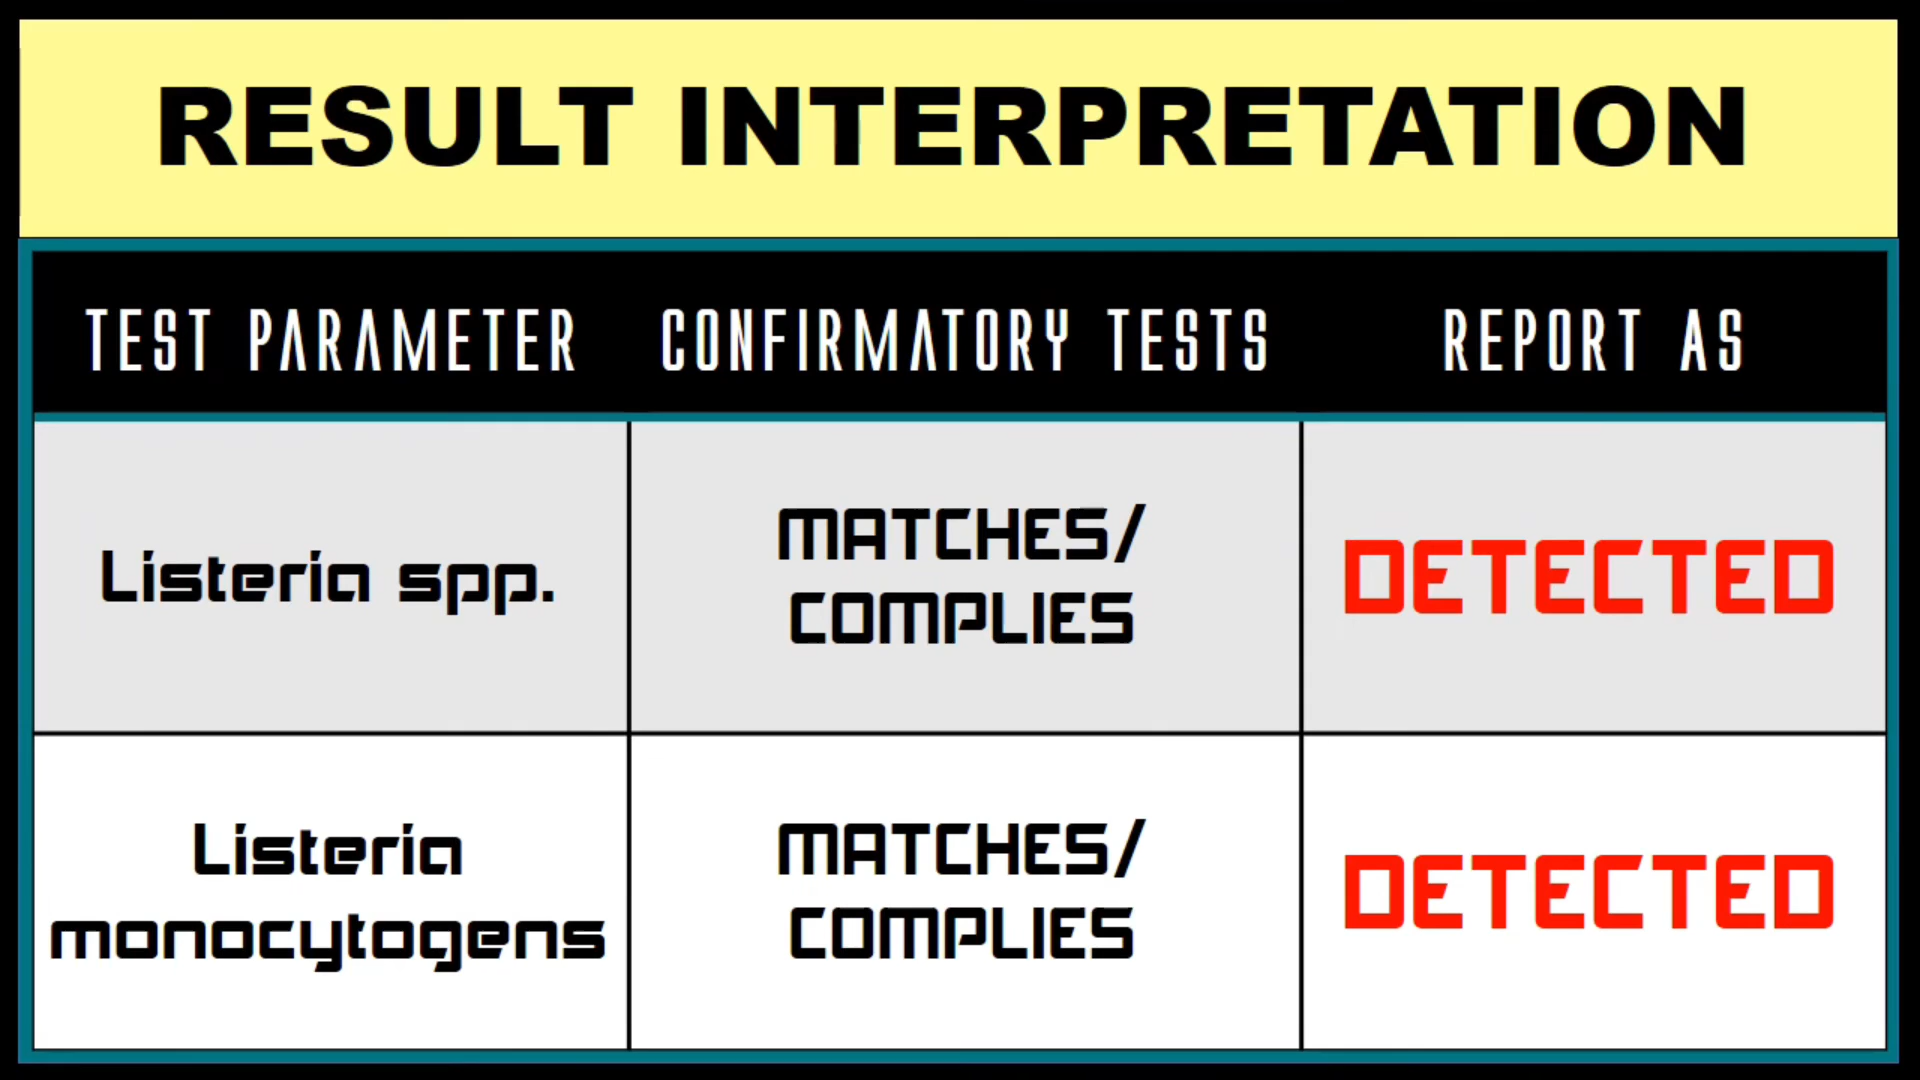 RESULT INTERPRETATION
TEST PARAMETER CONFIRMATORY TESTS REPORT AS
Listeria spp.
MATCHES/
COMPLIES
DETECTED
Listeria
monocytogens
MATCHES/
COMPLIES
DETECTED